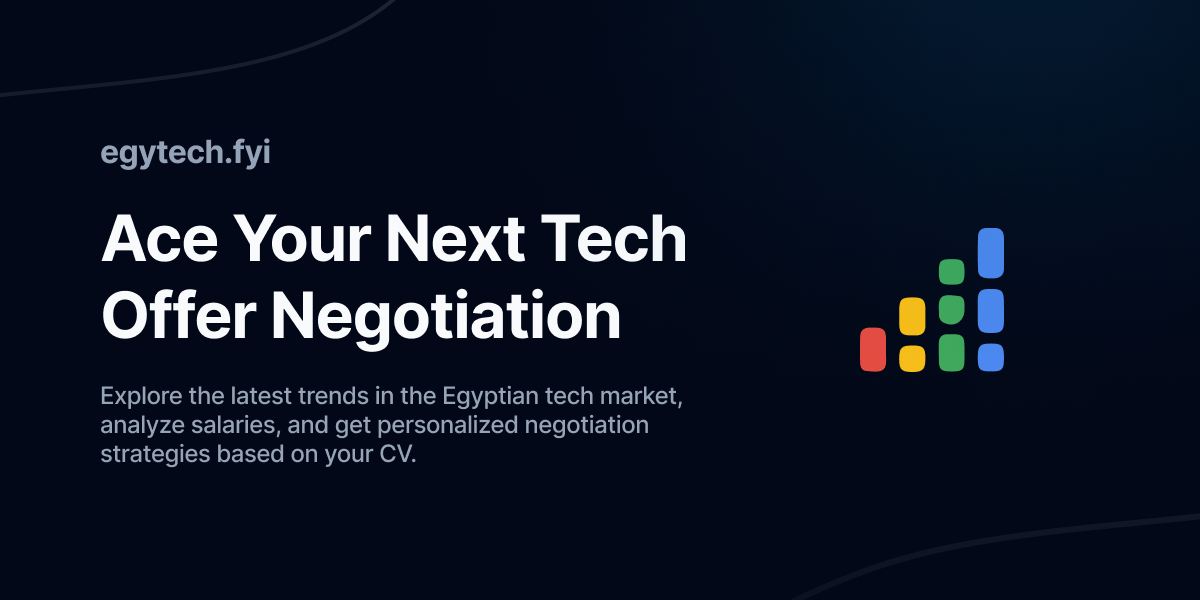 egytech.fyi
Ace Your Next Tech
Offer Negotiation
Explore the latest trends in the Egyptian tech market,
analyze salaries, and get personalized negotiation
strategies based on your CV.